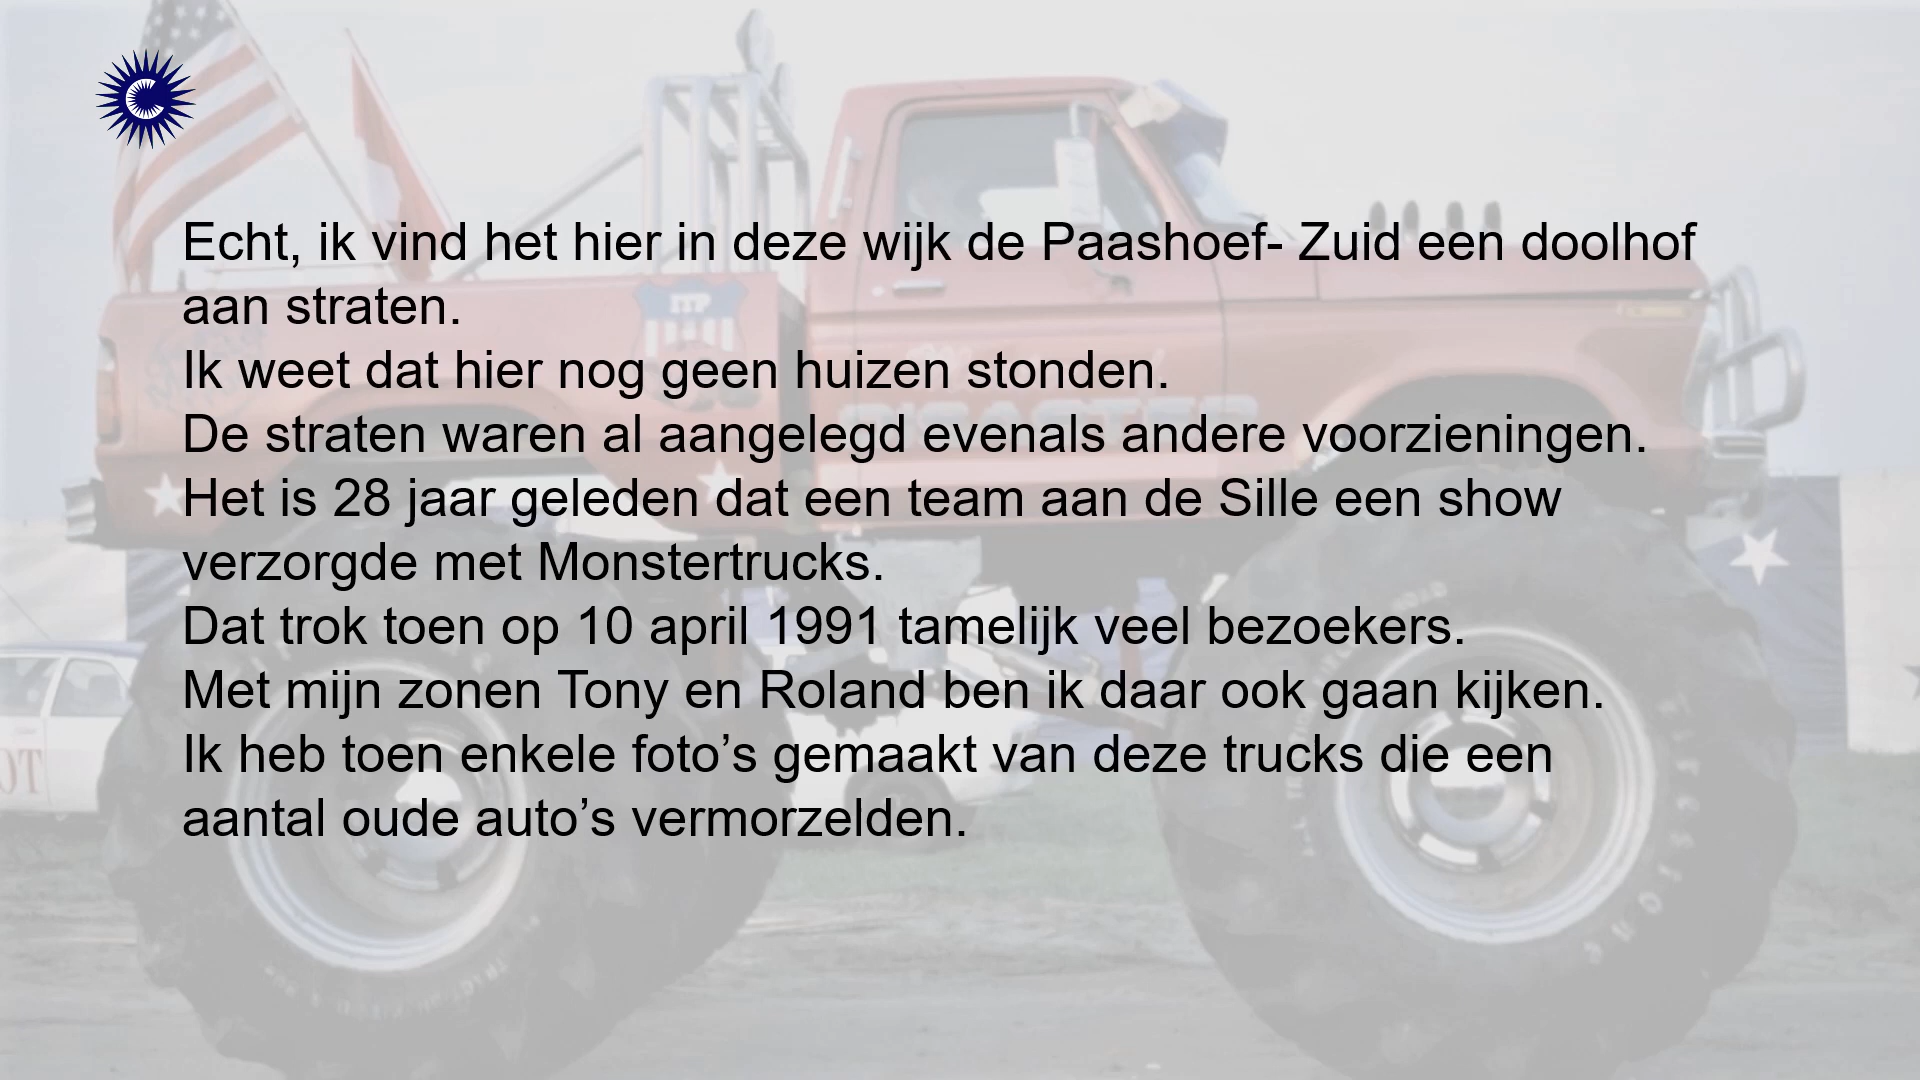 Echt, ik vind het hier in deze wijk de Paashoef- Zuid een doolhof
aan straten.
Ik weet dat hier nog geen huizen stonden.
De straten waren al aangelegd evenals andere voorzieningen.
Het is 28 jaar geleden dat een team aan de Sille een show
verzorgde met Monstertrucks.
Dat trok toen op 10 april 1991 tamelijk veel bezoekers.
Met mijn zonen Tony en Roland ben ik daar ook gaan kijken.
Ik heb toen enkele foto’s gemaakt van deze trucks die een
aantal oude auto’s vermorzelden.
DISASTER